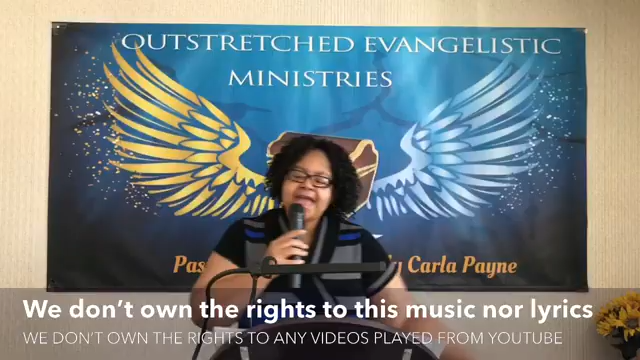 OUTSTRETCHED EVANGELISTIC
MINISTRIES
Carla Payne
We don't own the rights to this music nor lyrics
WE DON'T OWN THE RIGHTS TO ANY VIDEOS PLAYED FROM YOUTUBE